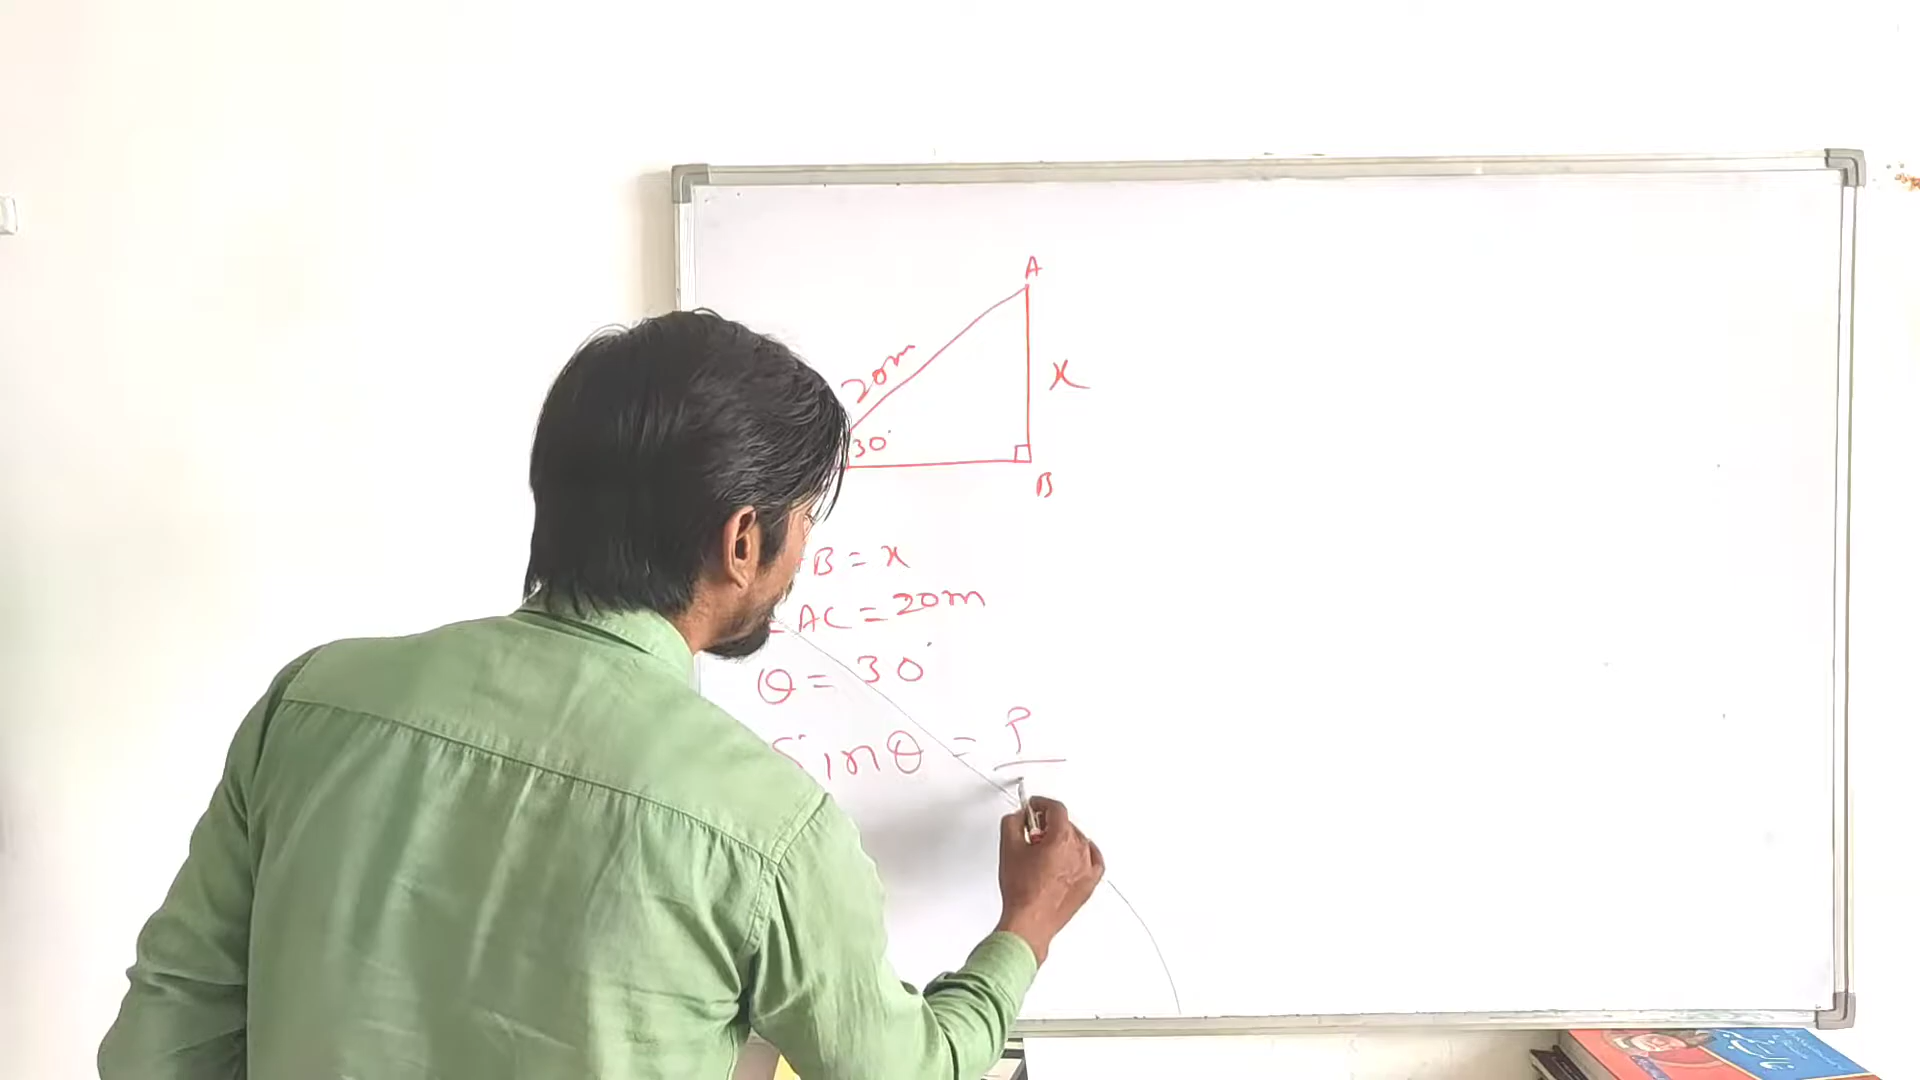 A
20m
x
30°
B
B = x
AC = 20m
θ = 30°
Sinθ = P